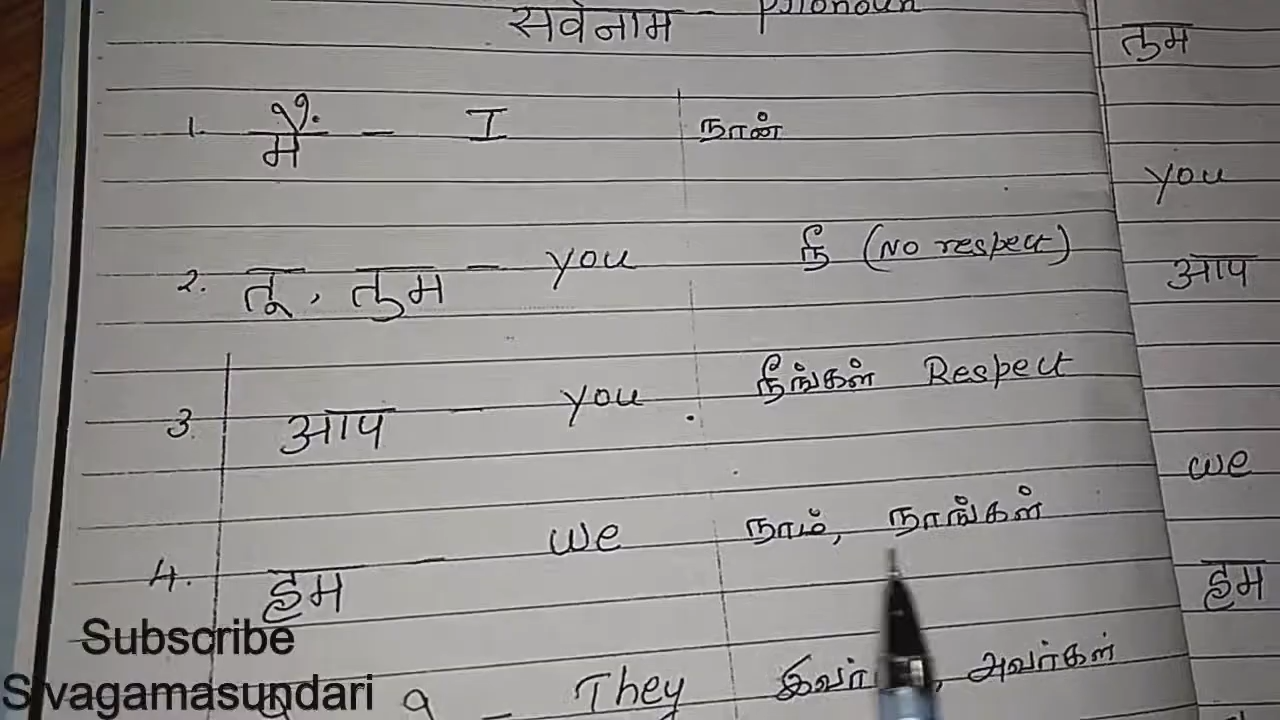 सर्वनाम - Pronoun
1. मैं - I நான்
2. तू, तुम - you நீ (No respect)
3. आप - you நீங்கள் Respect
4. हम - we நாம், நாங்கள்
They அவர்கள்
तुम
you
आप
we
हम
Subscribe
Sivagamasundari